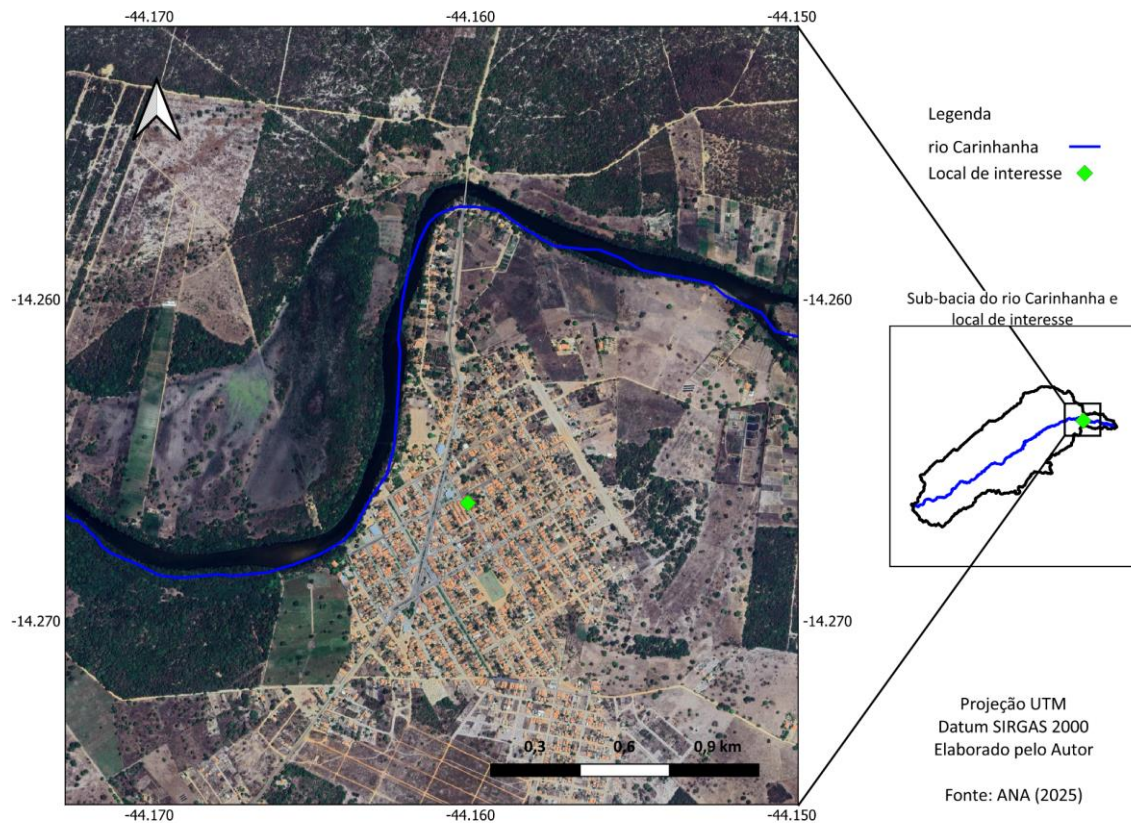 -44.170
-44.160
-44.150
Legenda
rio Carinhanha
Local de interesse
-14.260
-14.260
Sub-bacia do rio Carinhanha e
local de interesse
-14.270
-14.270
Projeção UTM
Datum SIRGAS 2000
Elaborado pelo Autor
0,3 0,6 0,9 km
Fonte: ANA (2025)
-44.170
-44.160
-44.150